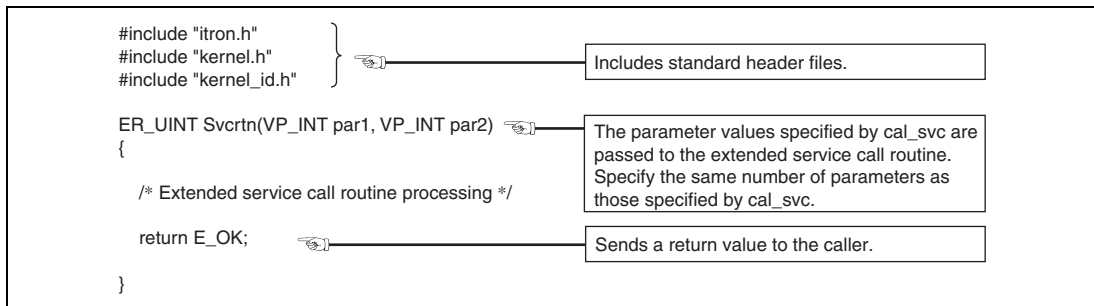 #include "itron.h"
#include "kernel.h"
#include "kernel_id.h"
Includes standard header files.
ER_UINT Svcrtn(VP_INT par1, VP_INT par2)
{
The parameter values specified by cal_svc are
passed to the extended service call routine.
Specify the same number of parameters as
those specified by cal_svc.
/* Extended service call routine processing */
return E_OK;
Sends a return value to the caller.
}